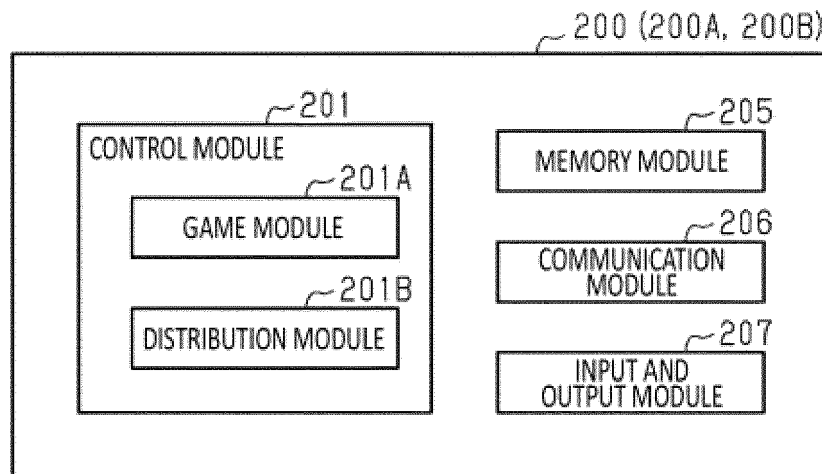 200 (200A, 200B)
201
CONTROL MODULE
201A
GAME MODULE
201B
DISTRIBUTION MODULE
205
MEMORY MODULE
206
COMMUNICATION
MODULE
207
INPUT AND
OUTPUT MODULE